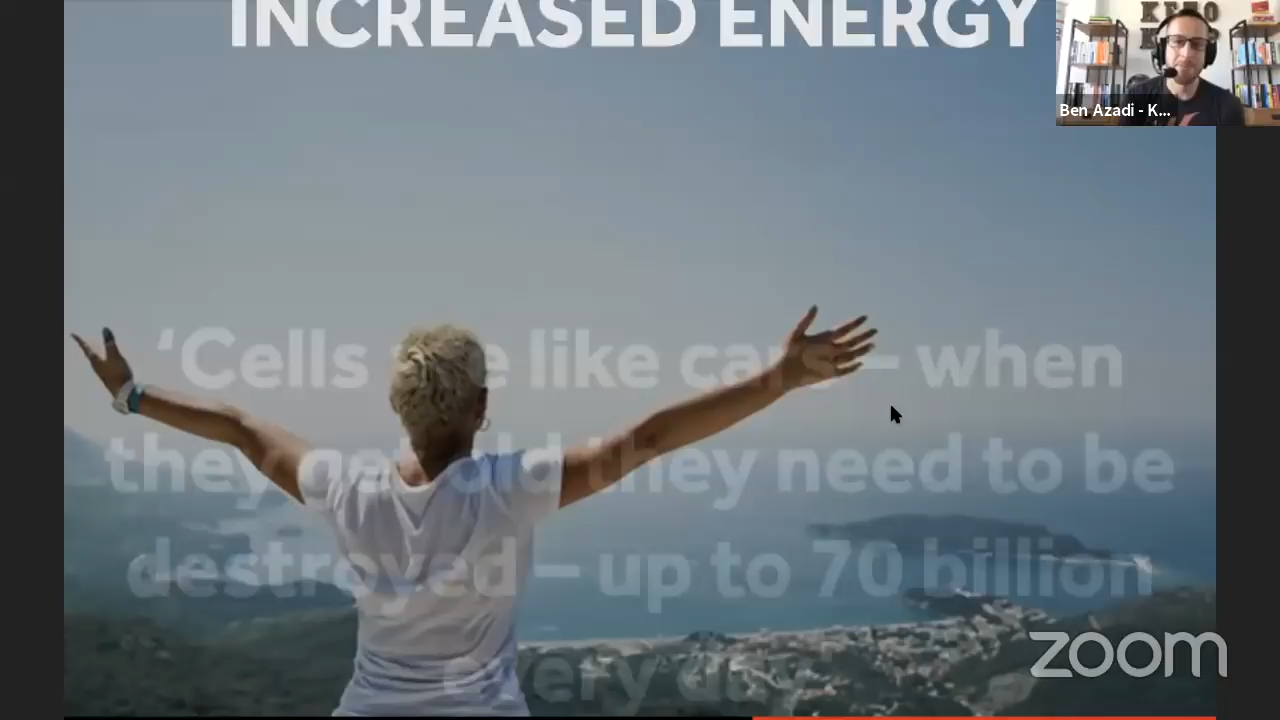 INCREASED ENERGY
Ben Azadi - K...
'Cells are like cars – when
they get old they need to be
destroyed – up to 70 billion
every day'
zoom